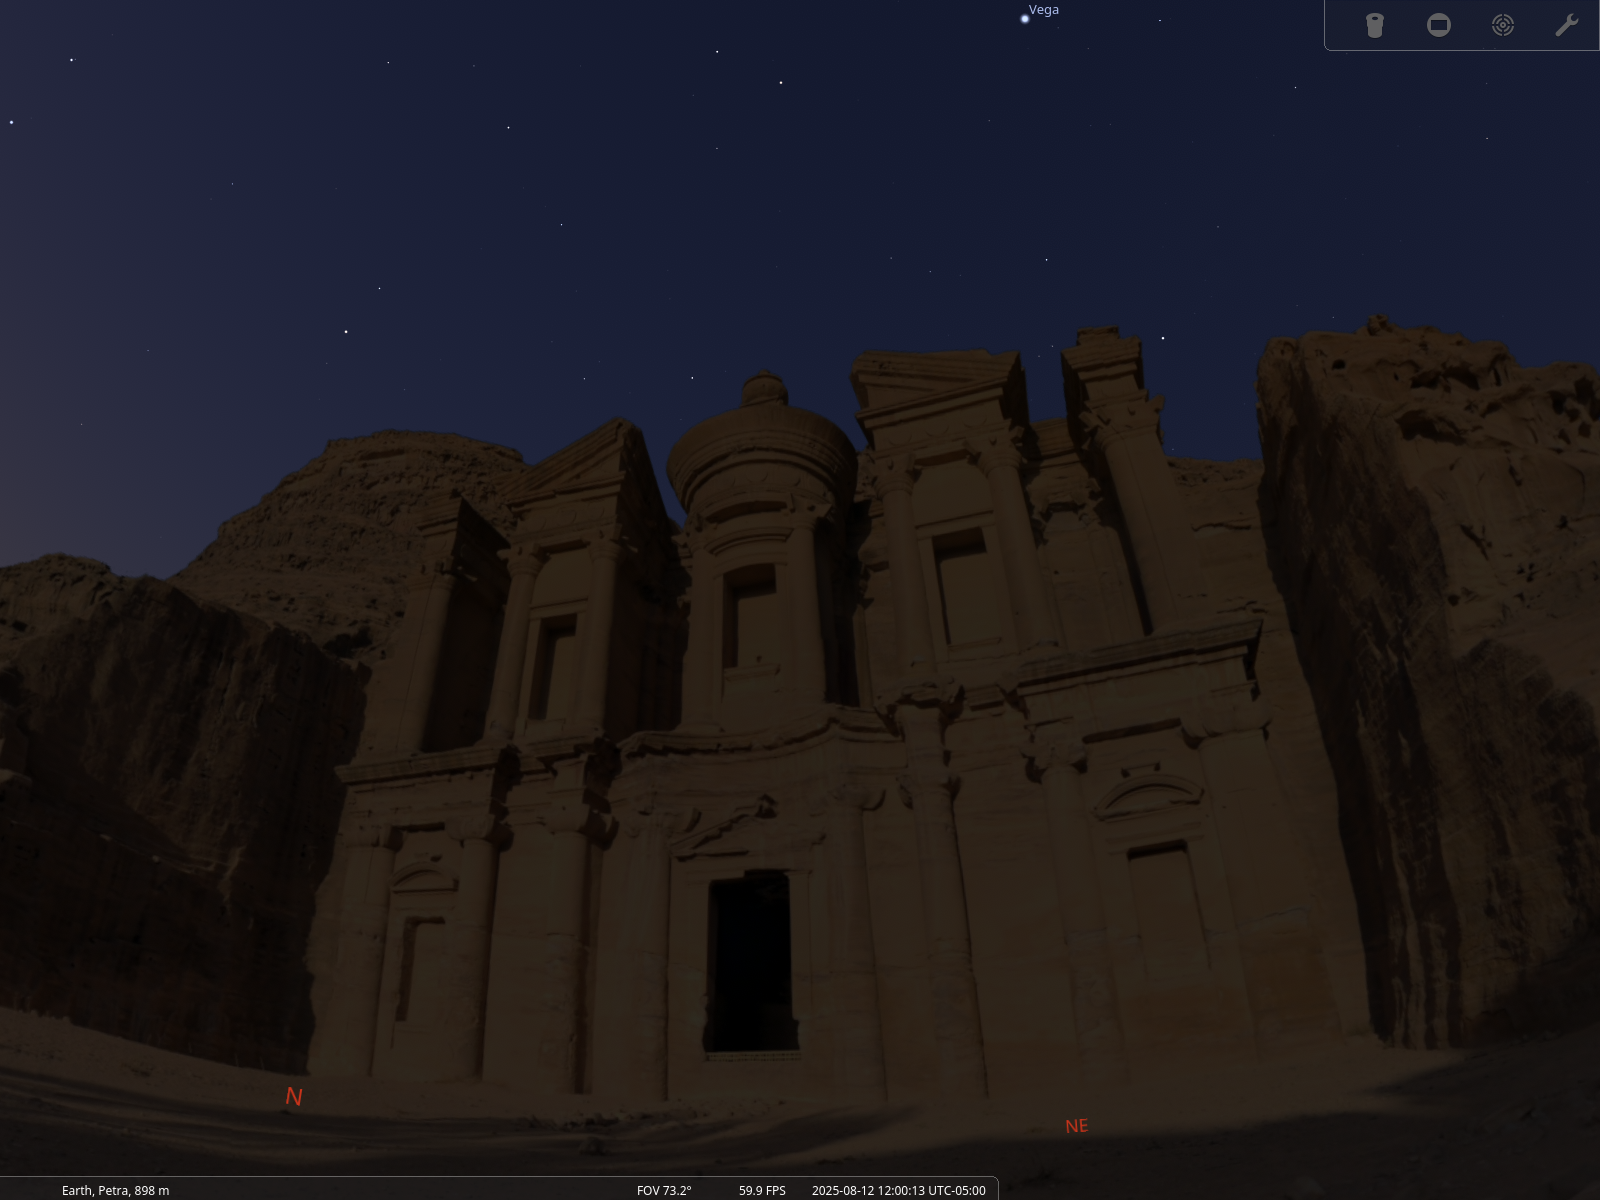 Vega
N
NE
Earth, Petra, 898 m FOV 73.2° 59.9 FPS 2025-08-12 12:00:13 UTC-05:00